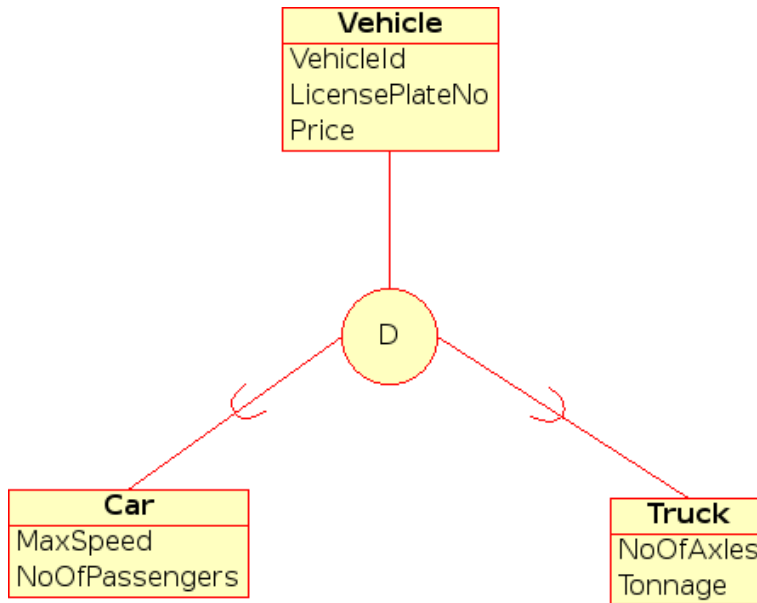 Vehicle
VehicleId
LicensePlateNo
Price
D
Car
MaxSpeed
NoOfPassengers
Truck
NoOfAxles
Tonnage